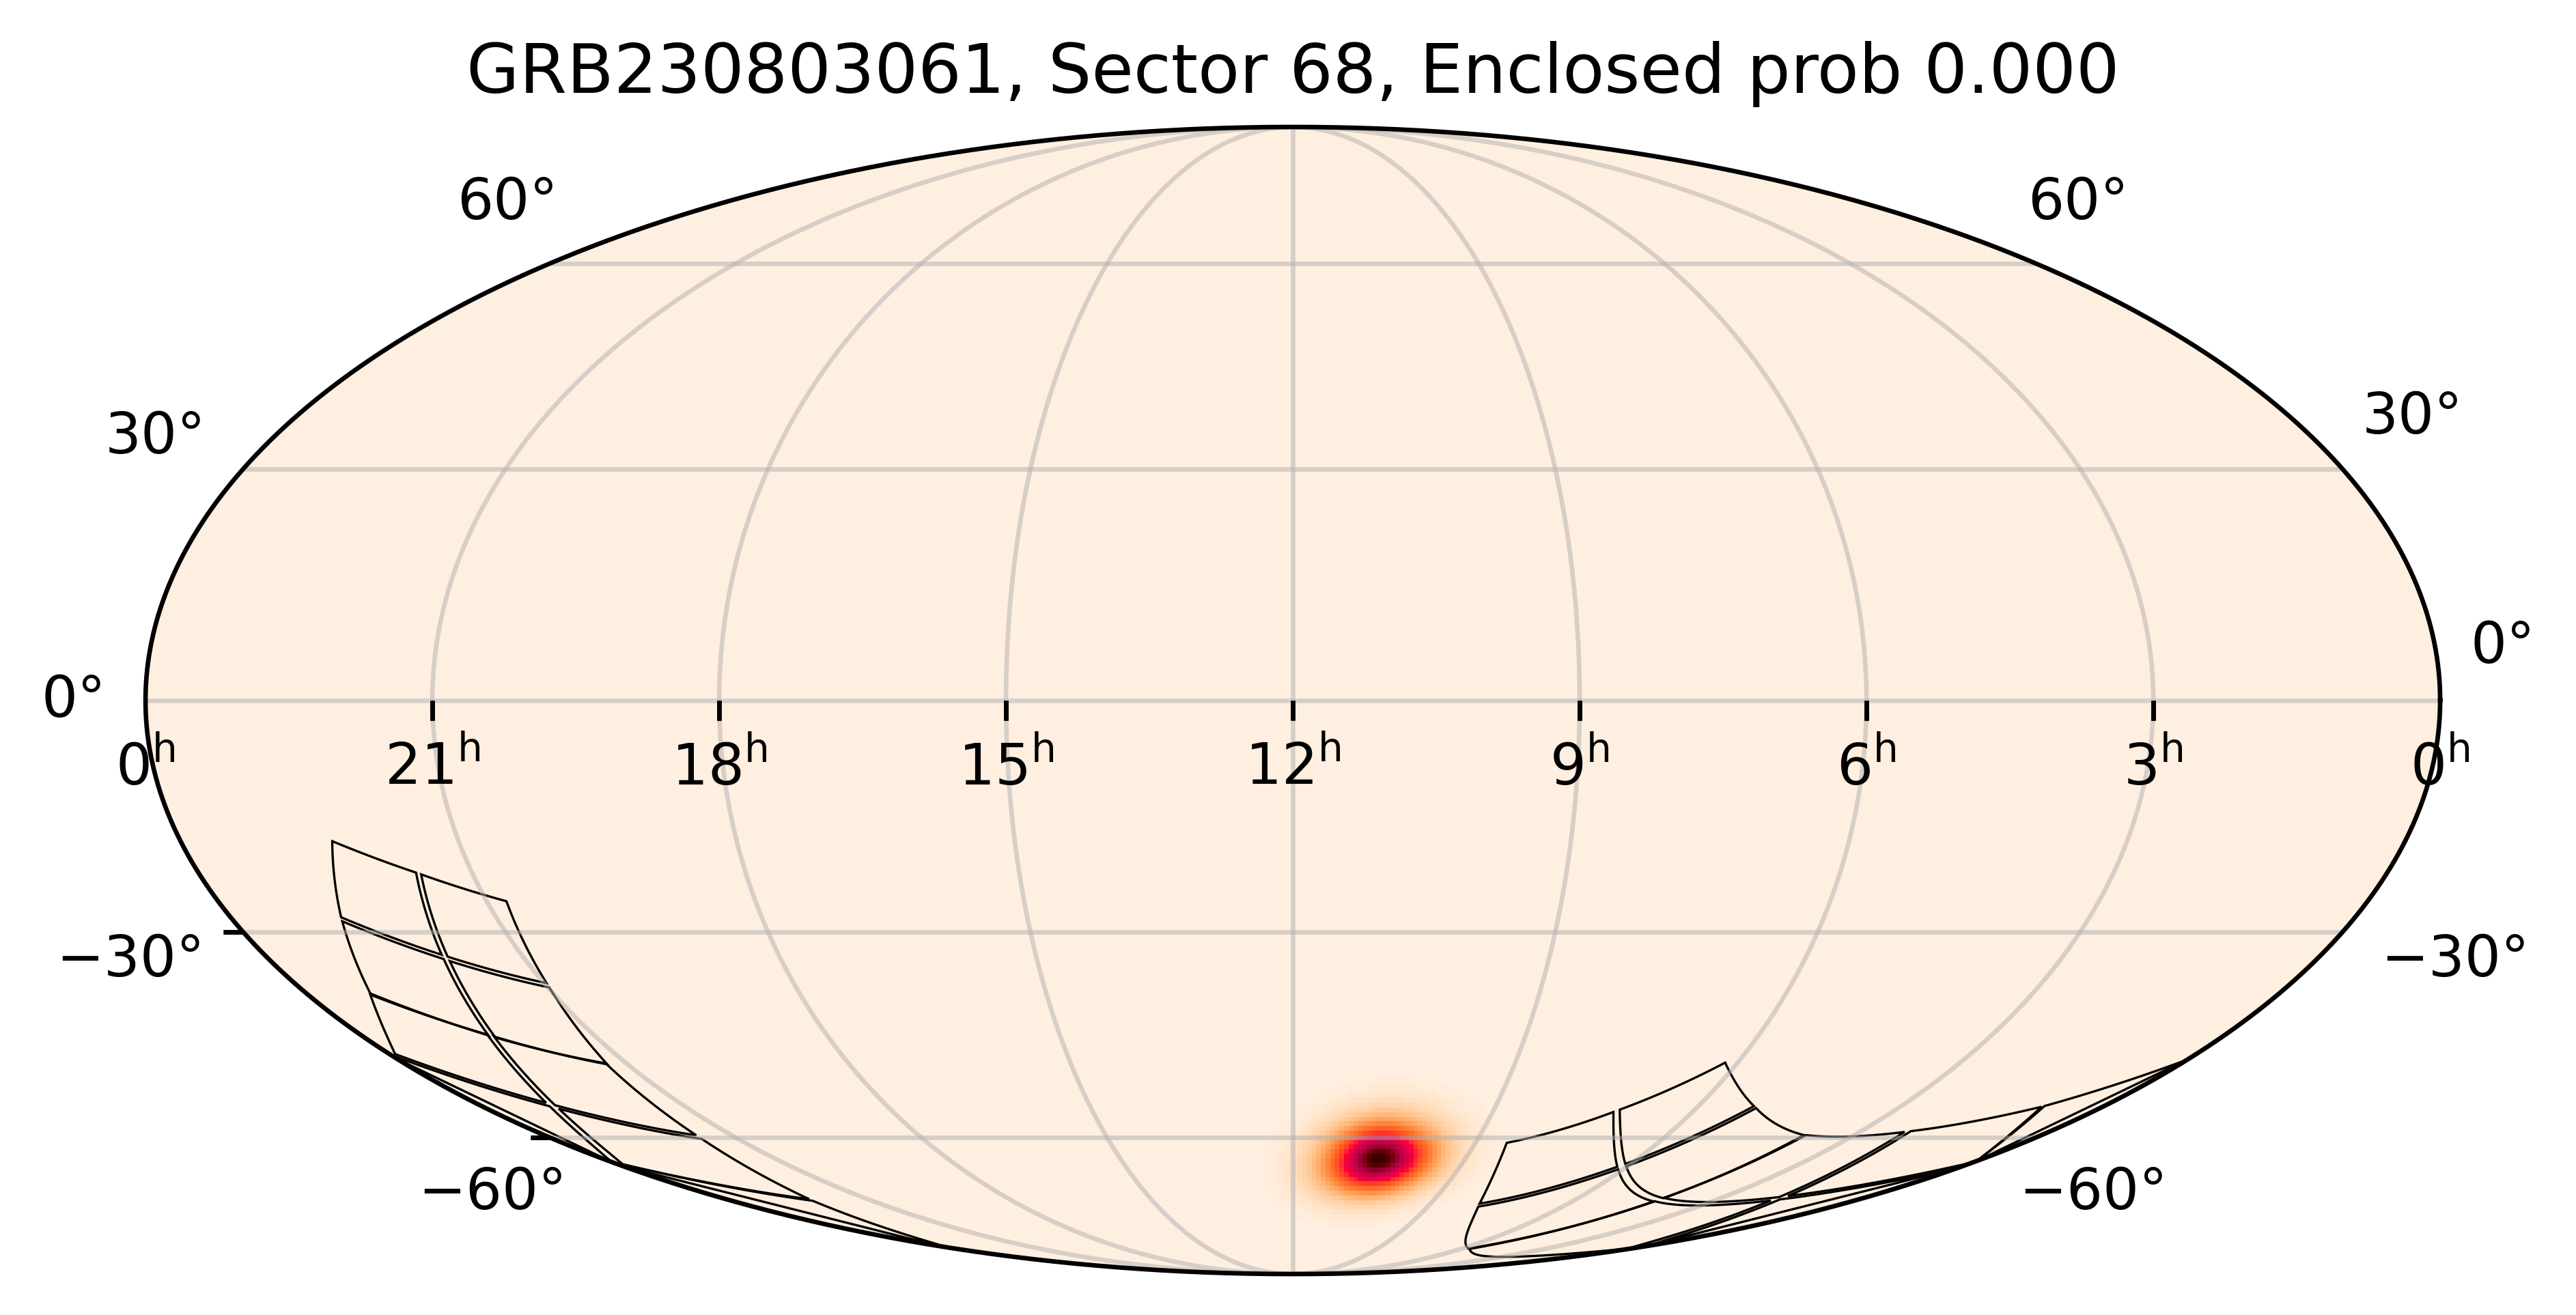 GRB230803061, Sector 68, Enclosed prob 0.000
60° 60°
30° 30°
0° 0°
0ʰ 21ʰ 18ʰ 15ʰ 12ʰ 9ʰ 6ʰ 3ʰ 0ʰ
−30° −30°
−60° −60°